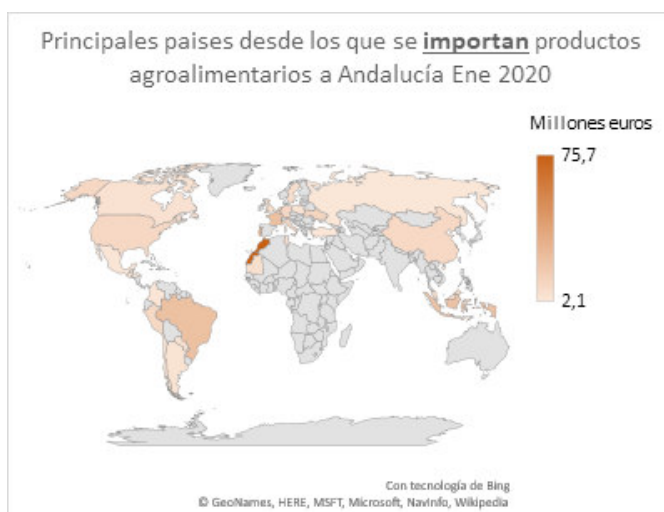 Principales paises desde los que se importan productos
agroalimentarios a Andalucía Ene 2020
Millones euros
75,7
2,1
Con tecnología de Bing
© GeoNames, HERE, MSFT, Microsoft, NavInfo, Wikipedia